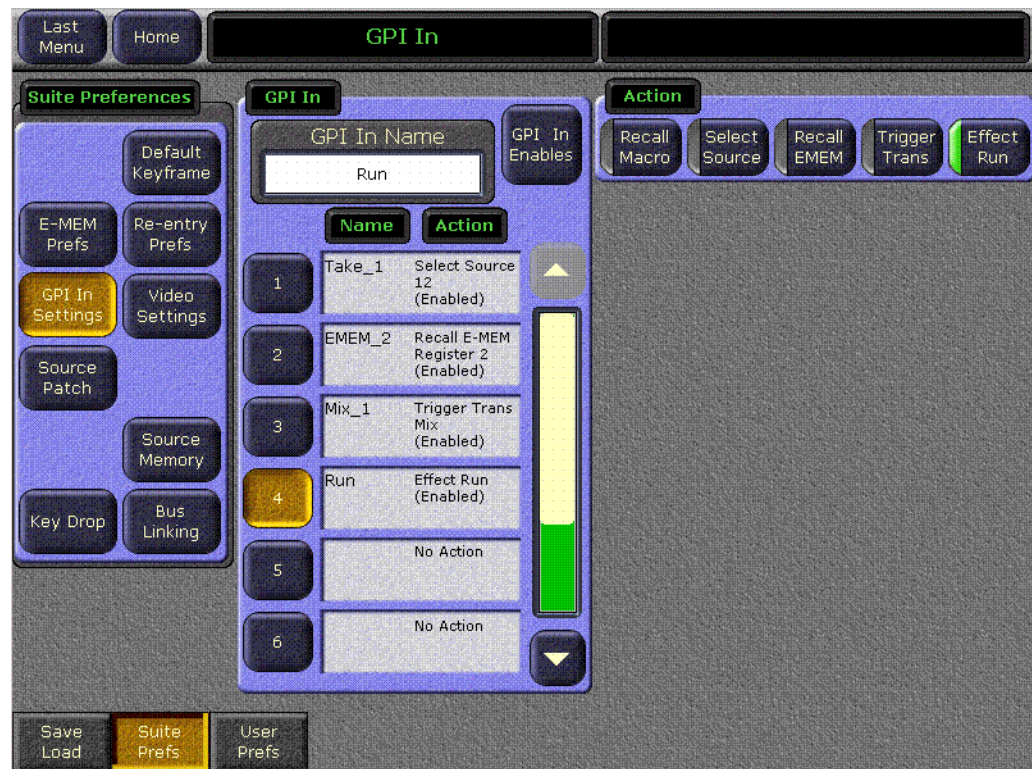 Last
Menu
Home
GPI In
Suite Preferences
Default
Keyframe
E-MEM
Prefs
Re-entry
Prefs
GPI In
Settings
Video
Settings
Source
Patch
Source
Memory
Key Drop
Bus
Linking
GPI In
GPI In Name
Run
GPI In
Enables
Name
Action
1
Take_1
Select Source
12
(Enabled)
2
EMEM_2
Recall E-MEM
Register 2
(Enabled)
3
Mix_1
Trigger Trans
Mix
(Enabled)
4
Run
Effect Run
(Enabled)
5
No Action
6
No Action
Action
Recall
Macro
Select
Source
Recall
EMEM
Trigger
Trans
Effect
Run
Save
Load
Suite
Prefs
User
Prefs